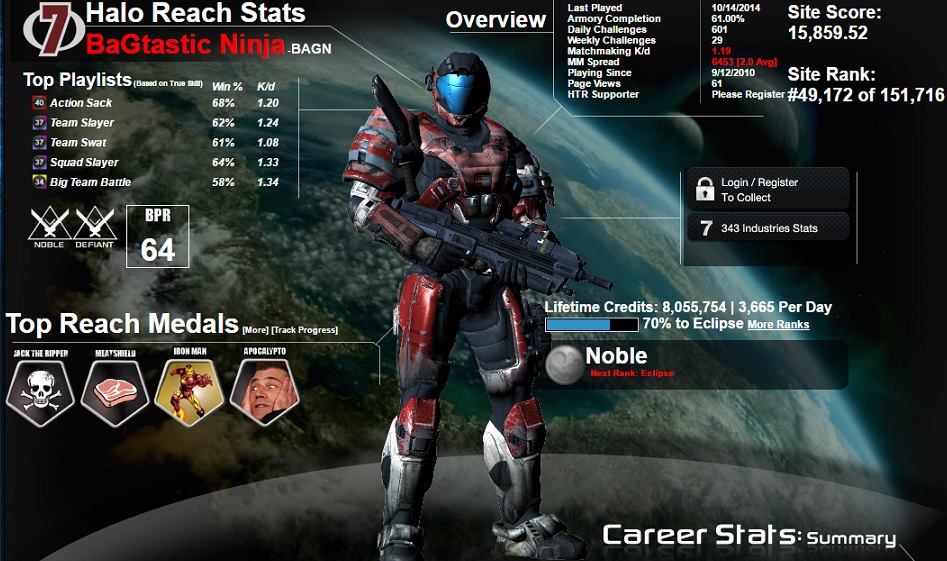 7
Halo Reach Stats
BaGtastic Ninja-BAGN
Top Playlists (Based on True Skill) Win % K/d
40 Action Sack 68% 1.20
37 Team Slayer 62% 1.24
37 Team Swat 61% 1.08
37 Squad Slayer 64% 1.33
34 Big Team Battle 58% 1.34
NOBLE DEFIANT
BPR
64
Overview
Last Played 10/14/2014
Armory Completion 61.00%
Daily Challenges 601
Weekly Challenges 29
Matchmaking K/d 1.19
MM Spread 6453 [2.0 Avg]
Playing Since 9/12/2010
Page Views 61
HTR Supporter Please Register
Site Score:
15,859.52
Site Rank:
#49,172 of 151,716
Login / Register
To Collect
7 343 Industries Stats
Lifetime Credits: 8,055,754 | 3,665 Per Day
70% to Eclipse More Ranks
Noble
Next Rank: Eclipse
Top Reach Medals [More] [Track Progress]
JACK THE RIPPER MEATSHIELD IRON MAN APOCALYPTO
Career Stats: Summary